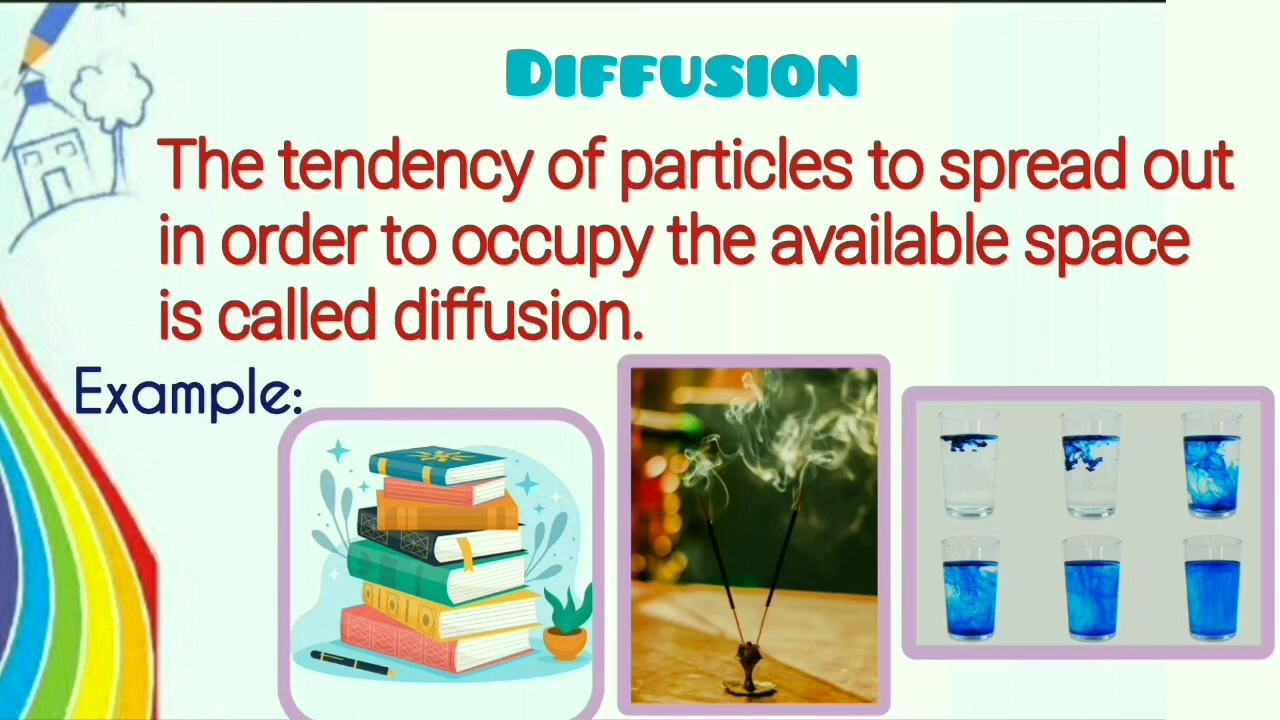 DIFFUSION
The tendency of particles to spread out
in order to occupy the available space
is called diffusion.
Example: